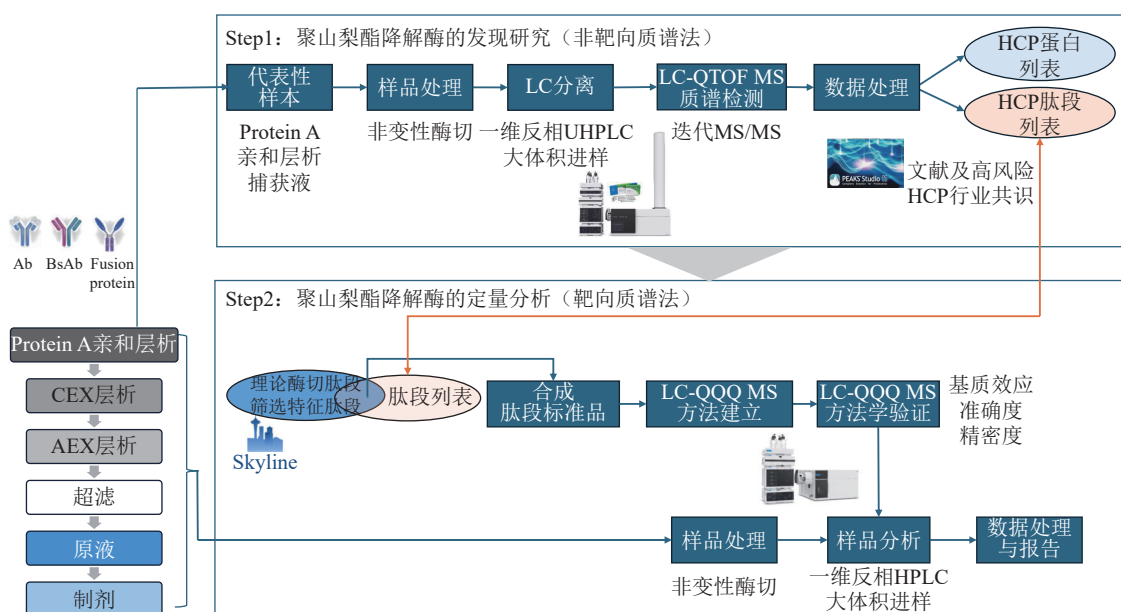 Step1：聚山梨酯降解酶的发现研究（非靶向质谱法）
代表性
样本
样品处理
LC分离
LC-QTOF MS
质谱检测
数据处理
HCP蛋白
列表
HCP肽段
列表
Protein A
亲和层析
捕获液
非变性酶切
一维反相UHPLC
大体积进样
迭代MS/MS
PEAKS Studio
文献及高风险
HCP行业共识
Ab
BsAb
Fusion
protein
Step2：聚山梨酯降解酶的定量分析（靶向质谱法）
Protein A亲和层析
CEX层析
AEX层析
超滤
原液
制剂
理论酶切肽段
筛选特征肽段
肽段列表
Skyline
合成
肽段标准品
LC-QQQ MS
方法建立
LC-QQQ MS
方法学验证
基质效应
准确度
精密度
样品处理
样品分析
数据处理
与报告
非变性酶切
一维反相HPLC
大体积进样